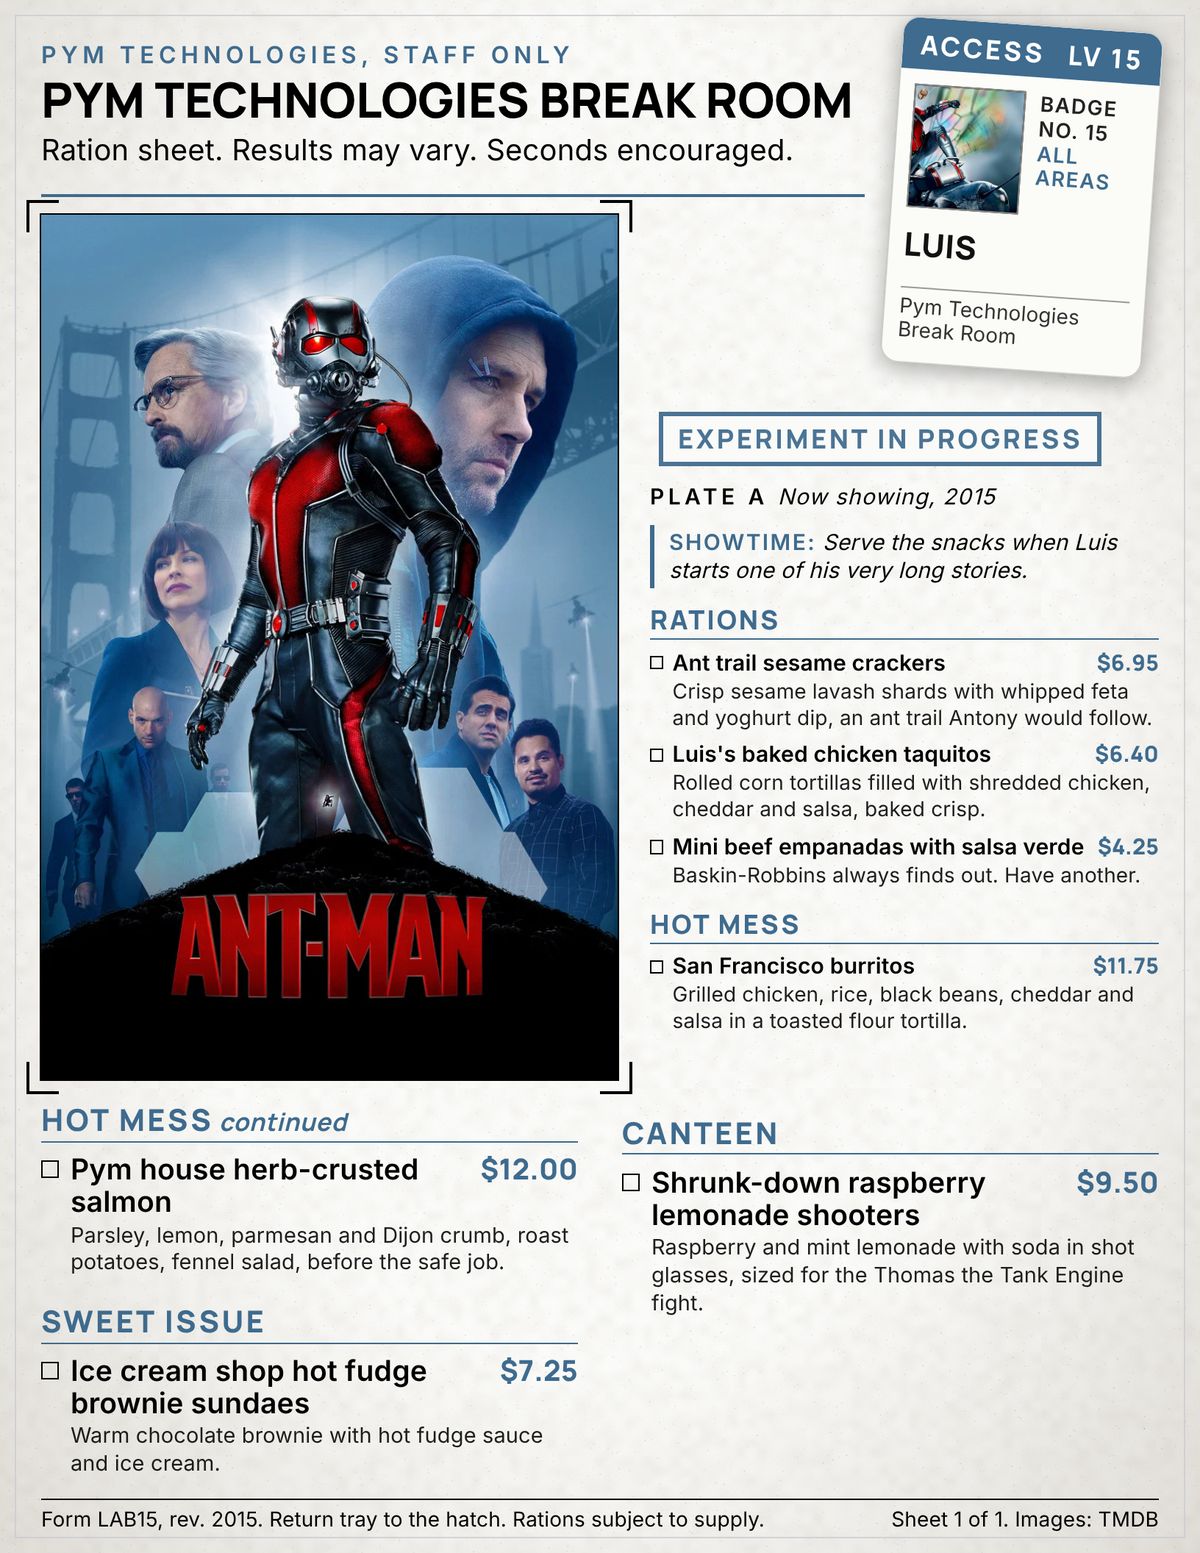 PYM TECHNOLOGIES, STAFF ONLY
PYM TECHNOLOGIES BREAK ROOM
Ration sheet. Results may vary. Seconds encouraged.
ACCESS LV 15
BADGE
NO. 15
ALL
AREAS
LUIS
Pym Technologies
Break Room
ANT-MAN
EXPERIMENT IN PROGRESS
PLATE A Now showing, 2015
SHOWTIME: Serve the snacks when Luis
starts one of his very long stories.
RATIONS
Ant trail sesame crackers $6.95
Crisp sesame lavash shards with whipped feta
and yoghurt dip, an ant trail Antony would follow.
Luis's baked chicken taquitos $6.40
Rolled corn tortillas filled with shredded chicken,
cheddar and salsa, baked crisp.
Mini beef empanadas with salsa verde $4.25
Baskin-Robbins always finds out. Have another.
HOT MESS
San Francisco burritos $11.75
Grilled chicken, rice, black beans, cheddar and
salsa in a toasted flour tortilla.
HOT MESS continued
Pym house herb-crusted $12.00
salmon
Parsley, lemon, parmesan and Dijon crumb, roast
potatoes, fennel salad, before the safe job.
SWEET ISSUE
Ice cream shop hot fudge $7.25
brownie sundaes
Warm chocolate brownie with hot fudge sauce
and ice cream.
CANTEEN
Shrunk-down raspberry $9.50
lemonade shooters
Raspberry and mint lemonade with soda in shot
glasses, sized for the Thomas the Tank Engine
fight.
Form LAB15, rev. 2015. Return tray to the hatch. Rations subject to supply.
Sheet 1 of 1. Images: TMDB